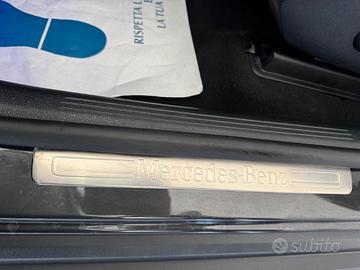 RISPETTA L
E
LA TUA
Mercedes-Benz
subito